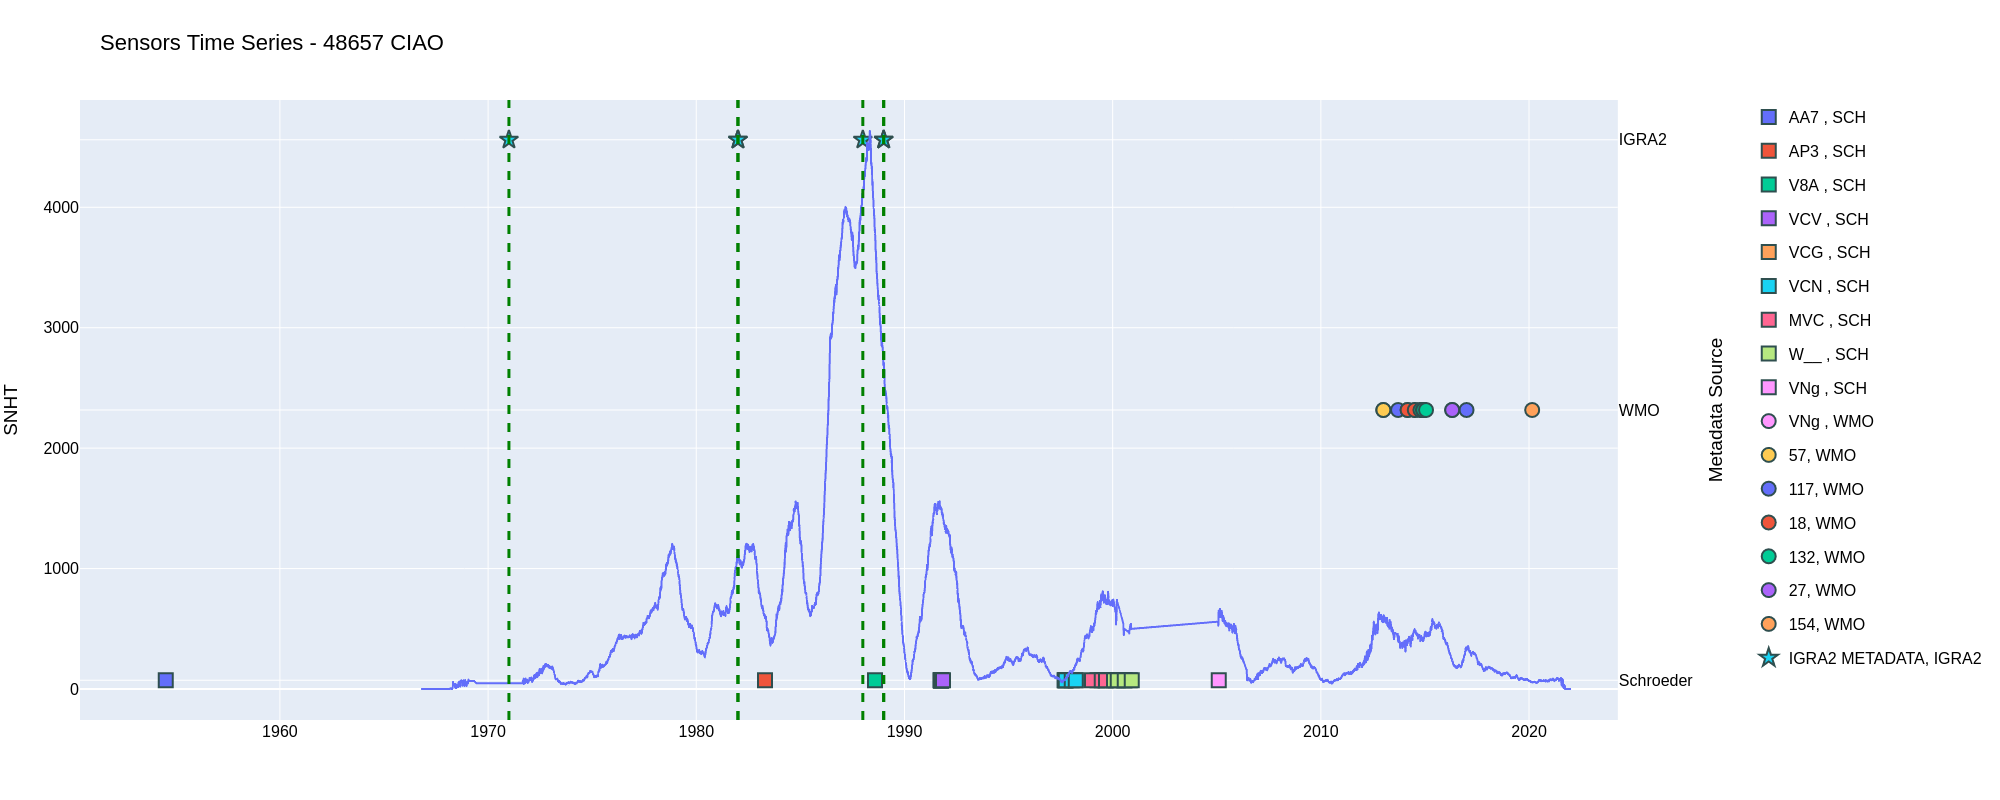 Sensors Time Series - 48657 CIAO
SNHT
4000
3000
2000
1000
0
1960
1970
1980
1990
2000
2010
2020
IGRA2
WMO
Schroeder
Metadata Source
AA7 , SCH
AP3 , SCH
V8A , SCH
VCV , SCH
VCG , SCH
VCN , SCH
MVC , SCH
W__ , SCH
VNg , SCH
VNg , WMO
57, WMO
117, WMO
18, WMO
132, WMO
27, WMO
154, WMO
IGRA2 METADATA, IGRA2